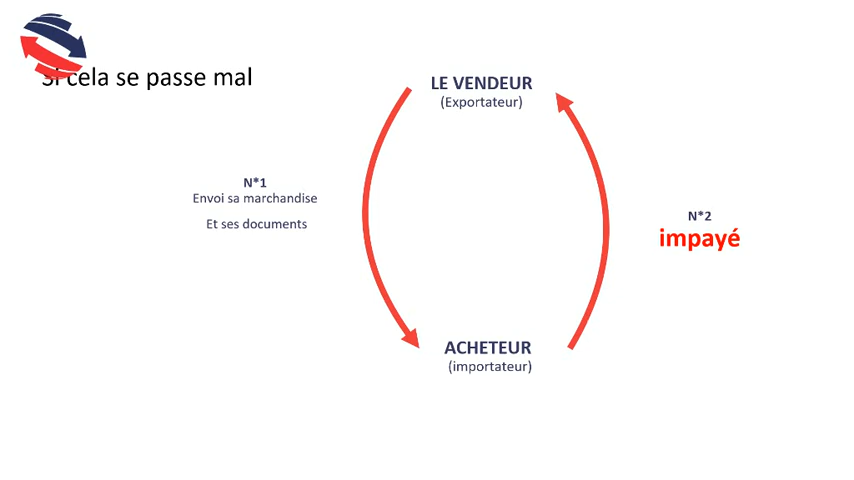 Si cela se passe mal
LE VENDEUR
(Exportateur)
N*1
Envoi sa marchandise
Et ses documents
N*2
impayé
ACHETEUR
(importateur)